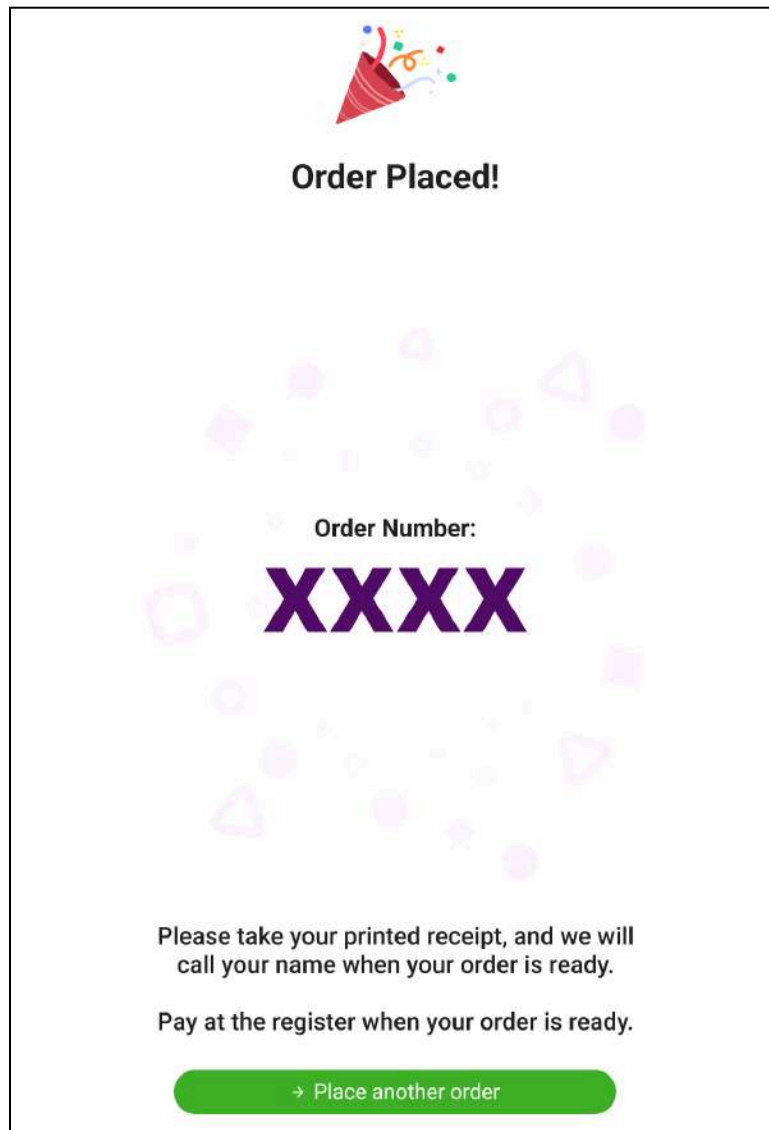 Order Placed!
Order Number:
XXXX
Please take your printed receipt, and we will
call your name when your order is ready.
Pay at the register when your order is ready.
→ Place another order